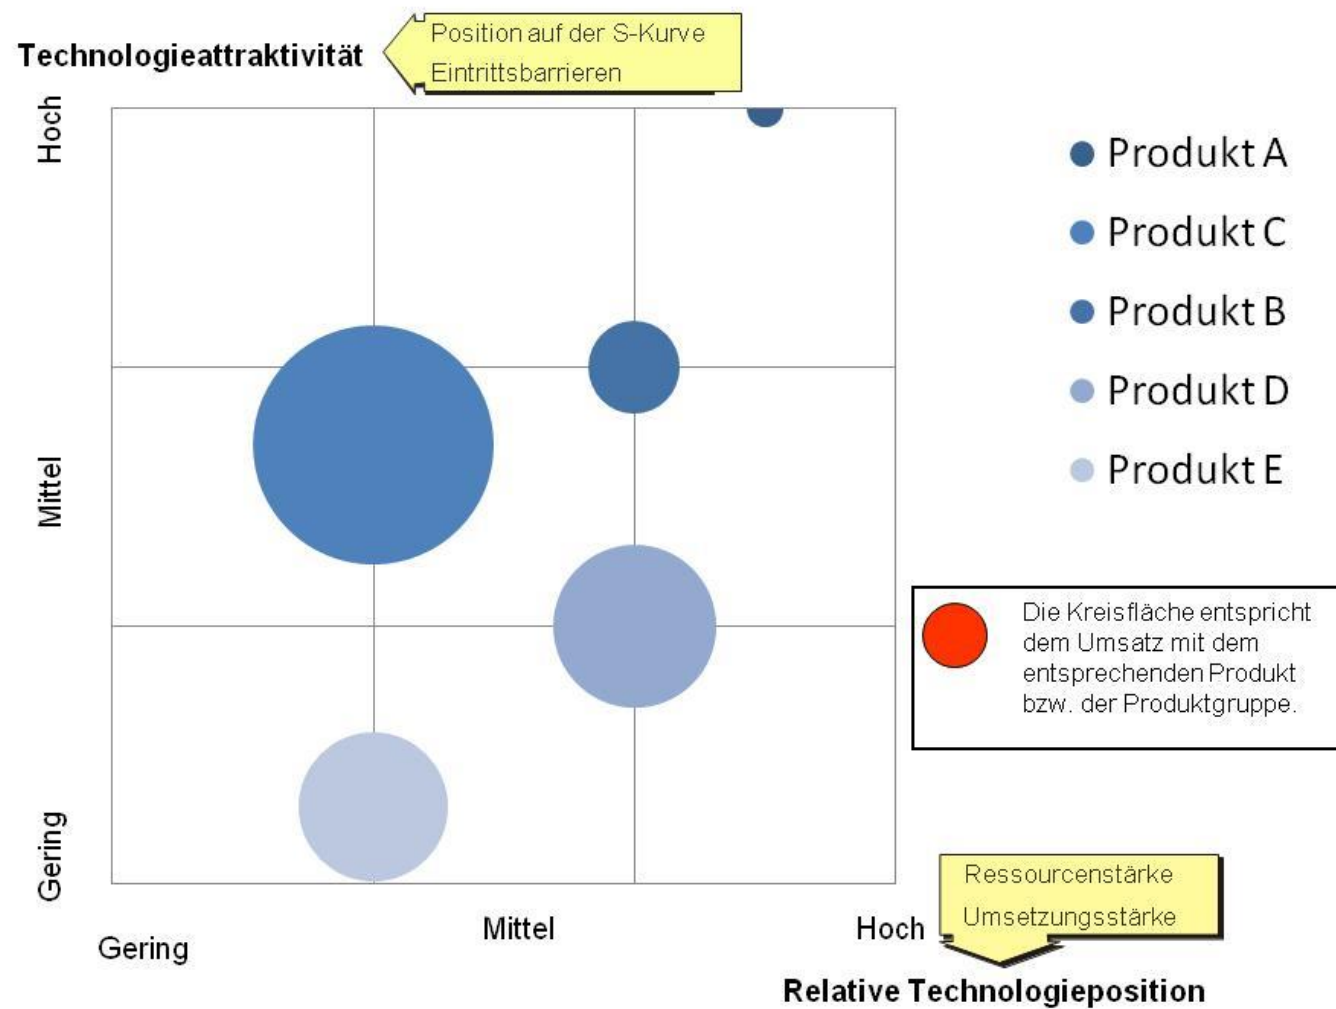 Position auf der S-Kurve
Technologieattraktivität
Eintrittsbarrieren
Hoch
Produkt A
Produkt C
Produkt B
Produkt D
Mittel
Produkt E
Die Kreisfläche entspricht
dem Umsatz mit dem
entsprechenden Produkt
bzw. der Produktgruppe.
Gering
Ressourcenstärke
Umsetzungsstärke
Gering
Mittel
Hoch
Relative Technologieposition